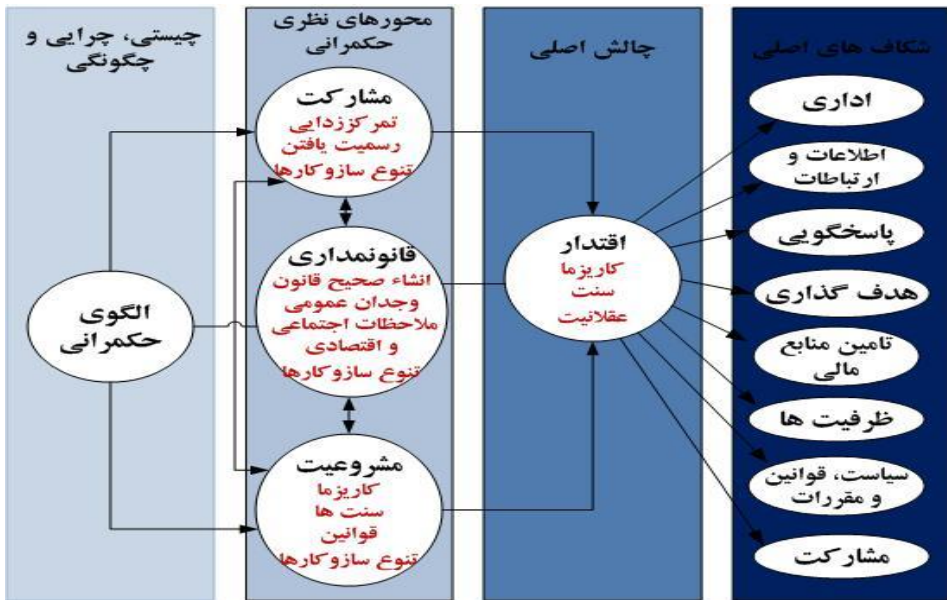 چیستی، چرایی و
چگونگی
الگوی
حکمرانی
محورهای نظری
حکمرانی
مشارکت
تمرکززدایی
رسمیت یافتن
تنوع سازوکارها
قانونمداری
انشاء صحیح قانون
وجدان عمومی
ملاحظات اجتماعی
و اقتصادی
تنوع سازوکارها
مشروعیت
کاریزما
سنت ها
قوانین
تنوع سازوکارها
چالش اصلی
اقتدار
کاریزما
سنت
عقلانیت
شکاف های اصلی
اداری
اطلاعات و
ارتباطات
پاسخگویی
هدف گذاری
تامین منابع
مالی
ظرفیت ها
سیاست، قوانین
و مقررات
مشارکت